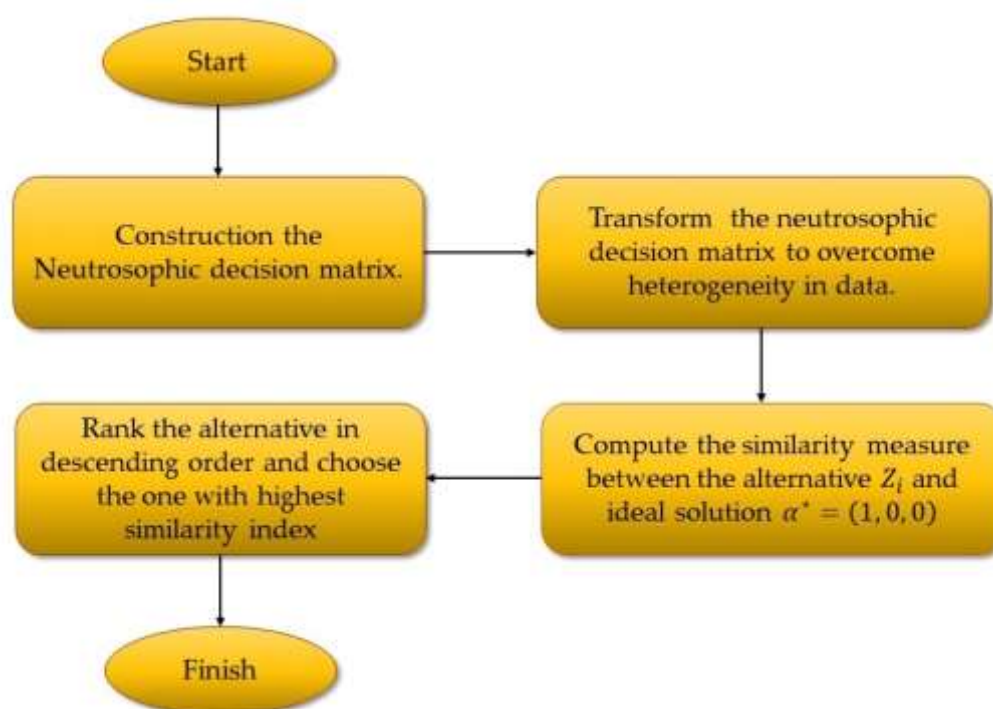 Start
Construction the
Neutrosophic decision matrix.
Transform the neutrosophic
decision matrix to overcome
heterogeneity in data.
Compute the similarity measure
between the alternative Z_i and
ideal solution α* = (1, 0, 0)
Rank the alternative in
descending order and choose
the one with highest
similarity index
Finish